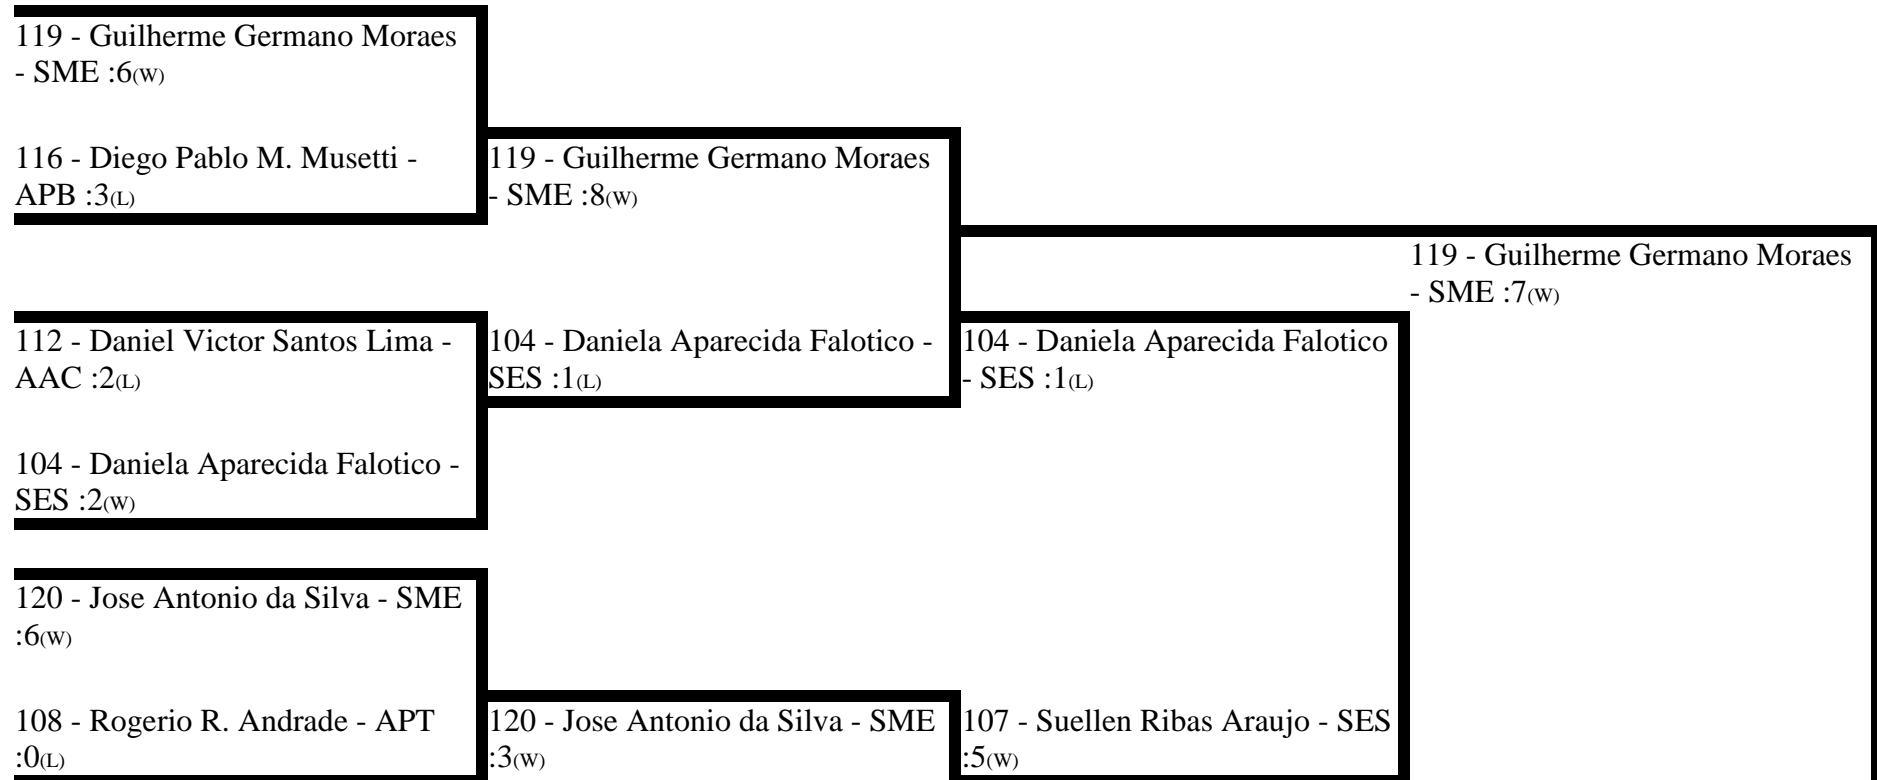 119 - Guilherme Germano Moraes
- SME :6(W)
116 - Diego Pablo M. Musetti -
APB :3(L)
119 - Guilherme Germano Moraes
- SME :8(W)
119 - Guilherme Germano Moraes
- SME :7(W)
112 - Daniel Victor Santos Lima -
AAC :2(L)
104 - Daniela Aparecida Falotico -
SES :1(L)
104 - Daniela Aparecida Falotico
- SES :1(L)
104 - Daniela Aparecida Falotico -
SES :2(W)
120 - Jose Antonio da Silva - SME
:6(W)
108 - Rogerio R. Andrade - APT
:0(L)
120 - Jose Antonio da Silva - SME
:3(W)
107 - Suellen Ribas Araujo - SES
:5(W)